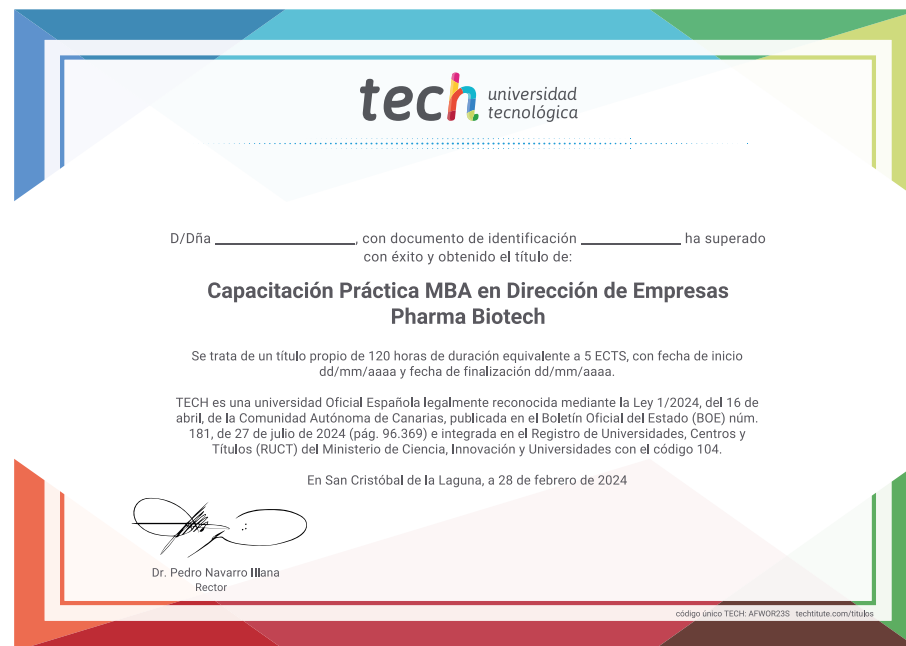 tech universidad
tecnológica
D/Dña ________________, con documento de identificación ____________ ha superado
con éxito y obtenido el título de:
Capacitación Práctica MBA en Dirección de Empresas
Pharma Biotech
Se trata de un título propio de 120 horas de duración equivalente a 5 ECTS, con fecha de inicio
dd/mm/aaaa y fecha de finalización dd/mm/aaaa.
TECH es una universidad Oficial Española legalmente reconocida mediante la Ley 1/2024, del 16 de
abril, de la Comunidad Autónoma de Canarias, publicada en el Boletín Oficial del Estado (BOE) núm.
181, de 27 de julio de 2024 (pág. 96.369) e integrada en el Registro de Universidades, Centros y
Títulos (RUCT) del Ministerio de Ciencia, Innovación y Universidades con el código 104.
En San Cristóbal de la Laguna, a 28 de febrero de 2024
Dr. Pedro Navarro Illana
Rector
código único TECH: AFWOR23S techtitute.com/titulos